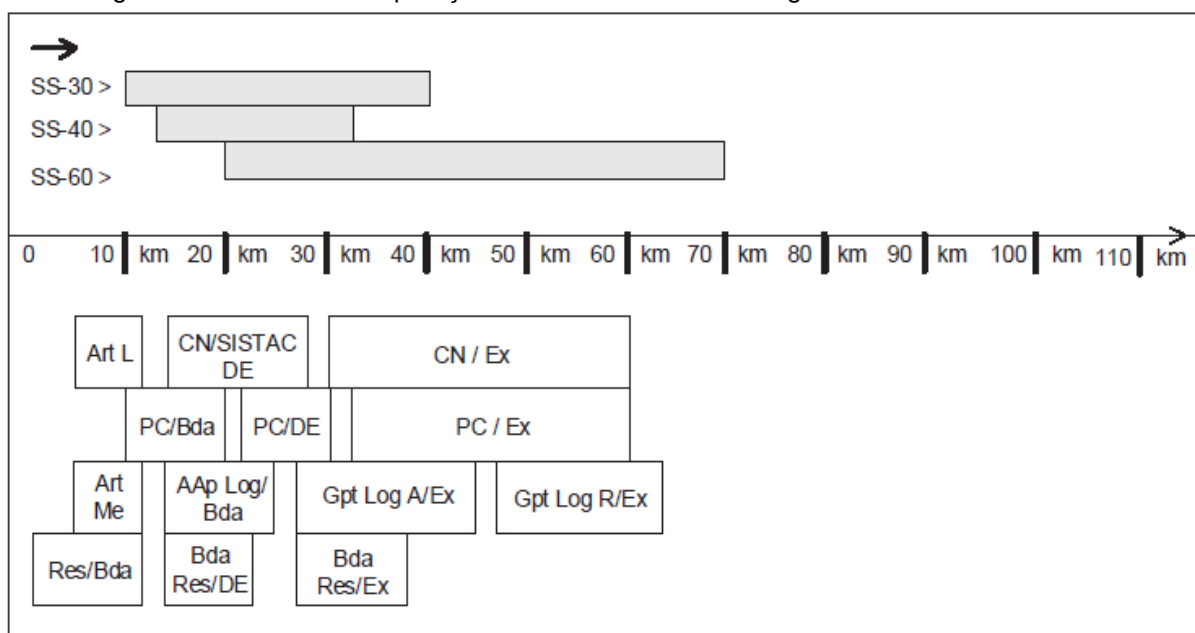 SS-30 >
SS-40 >
SS-60 >
0 10 km 20 km 30 km 40 km 50 km 60 km 70 km 80 km 90 km 100 km 110 km
Art L
CN/SISTAC
DE
CN / Ex
PC/Bda
PC/DE
PC / Ex
Art
Me
AAp Log/
Bda
Gpt Log A/Ex
Gpt Log R/Ex
Res/Bda
Bda
Res/DE
Bda
Res/Ex